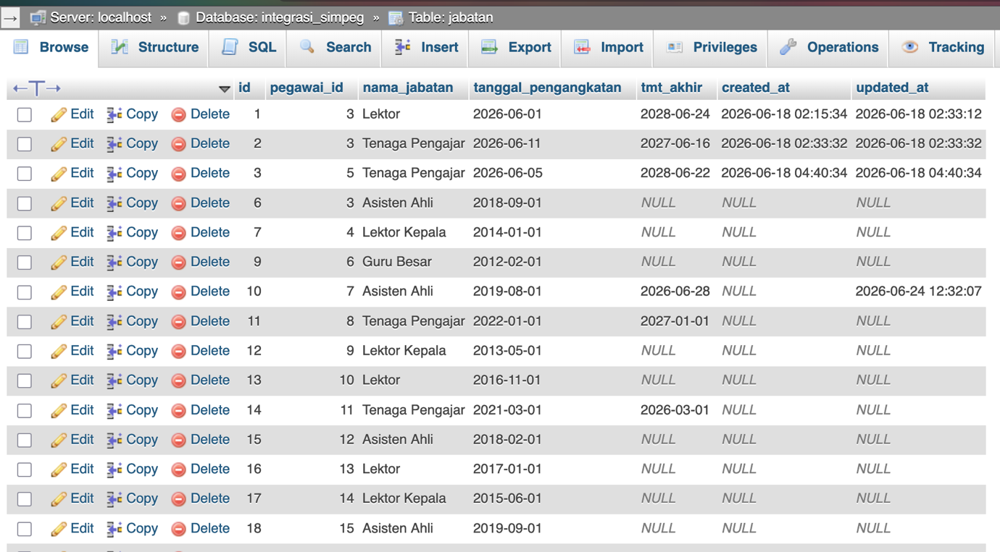 → Server: localhost » Database: integrasi_simpeg » Table: jabatan
Browse Structure SQL Search Insert Export Import Privileges Operations Tracking
←T→ id pegawai_id nama_jabatan tanggal_pengangkatan tmt_akhir created_at updated_at
Edit Copy Delete 1 3 Lektor 2026-06-01 2028-06-24 2026-06-18 02:15:34 2026-06-18 02:33:12
Edit Copy Delete 2 3 Tenaga Pengajar 2026-06-11 2027-06-16 2026-06-18 02:33:32 2026-06-18 02:33:32
Edit Copy Delete 3 5 Tenaga Pengajar 2026-06-05 2028-06-22 2026-06-18 04:40:34 2026-06-18 04:40:34
Edit Copy Delete 6 3 Asisten Ahli 2018-09-01 NULL NULL NULL
Edit Copy Delete 7 4 Lektor Kepala 2014-01-01 NULL NULL NULL
Edit Copy Delete 9 6 Guru Besar 2012-02-01 NULL NULL NULL
Edit Copy Delete 10 7 Asisten Ahli 2019-08-01 2026-06-28 NULL 2026-06-24 12:32:07
Edit Copy Delete 11 8 Tenaga Pengajar 2022-01-01 2027-01-01 NULL NULL
Edit Copy Delete 12 9 Lektor Kepala 2013-05-01 NULL NULL NULL
Edit Copy Delete 13 10 Lektor 2016-11-01 NULL NULL NULL
Edit Copy Delete 14 11 Tenaga Pengajar 2021-03-01 2026-03-01 NULL NULL
Edit Copy Delete 15 12 Asisten Ahli 2018-02-01 NULL NULL NULL
Edit Copy Delete 16 13 Lektor 2017-01-01 NULL NULL NULL
Edit Copy Delete 17 14 Lektor Kepala 2015-06-01 NULL NULL NULL
Edit Copy Delete 18 15 Asisten Ahli 2019-09-01 NULL NULL NULL